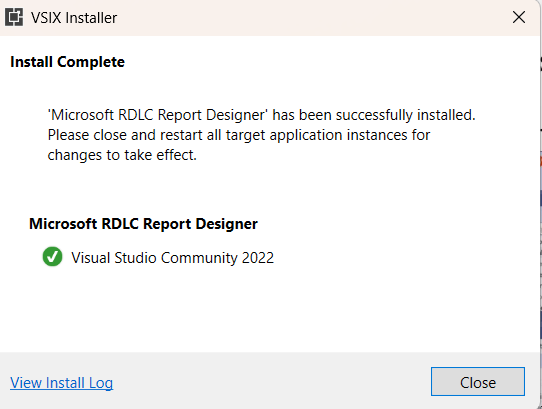 VSIX Installer
Install Complete
'Microsoft RDLC Report Designer' has been successfully installed.
Please close and restart all target application instances for
changes to take effect.
Microsoft RDLC Report Designer
Visual Studio Community 2022
View Install Log
Close